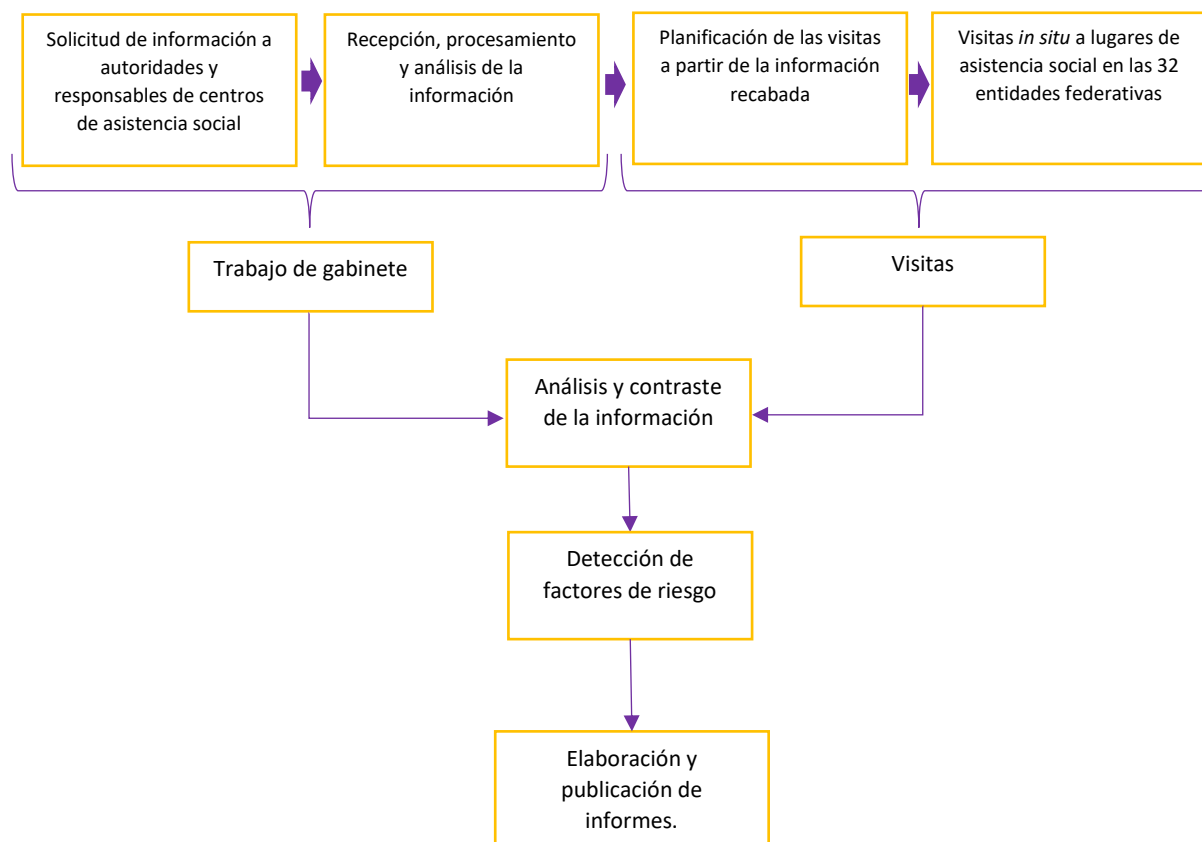 Solicitud de información a
autoridades y
responsables de centros
de asistencia social
Recepción, procesamiento
y análisis de la
información
Planificación de las visitas
a partir de la información
recabada
Visitas in situ a lugares de
asistencia social en las 32
entidades federativas
Trabajo de gabinete
Visitas
Análisis y contraste
de la información
Detección de
factores de riesgo
Elaboración y
publicación de
informes.